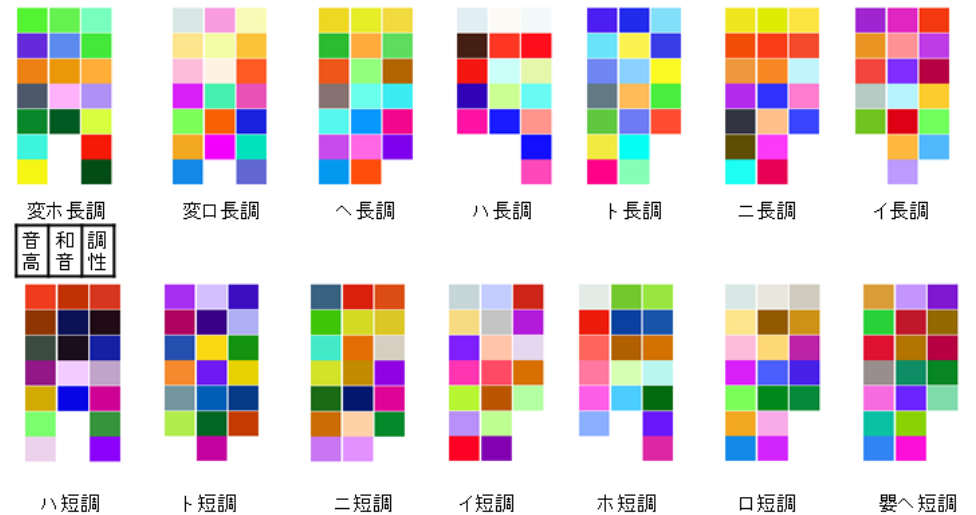 変ホ長調 変ロ長調 ヘ長調 ハ長調 ト長調 ニ長調 イ長調
音高 和音 調性
ハ短調 ト短調 ニ短調 イ短調 ホ短調 ロ短調 嬰ヘ短調